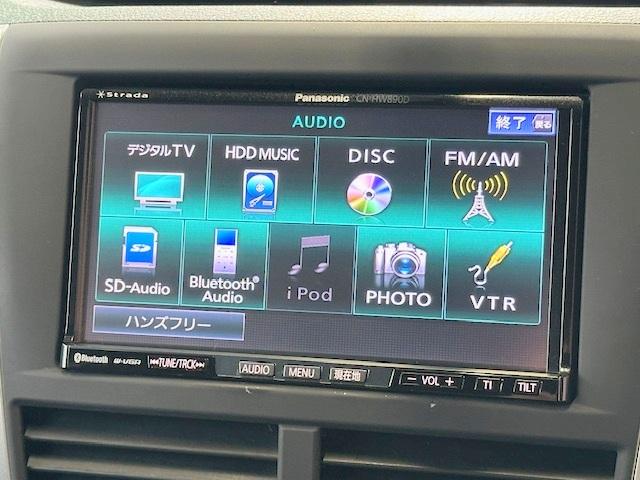 Strada
Panasonic CN-HW890D
AUDIO
終了 戻る
デジタルTV
HDD MUSIC
DISC
FM/AM
SD-Audio
Bluetooth® Audio
iPod
PHOTO
VTR
ハンズフリー
Bluetooth
TUNE/TRCK
AUDIO
MENU
現在地
− VOL +
TI
TILT